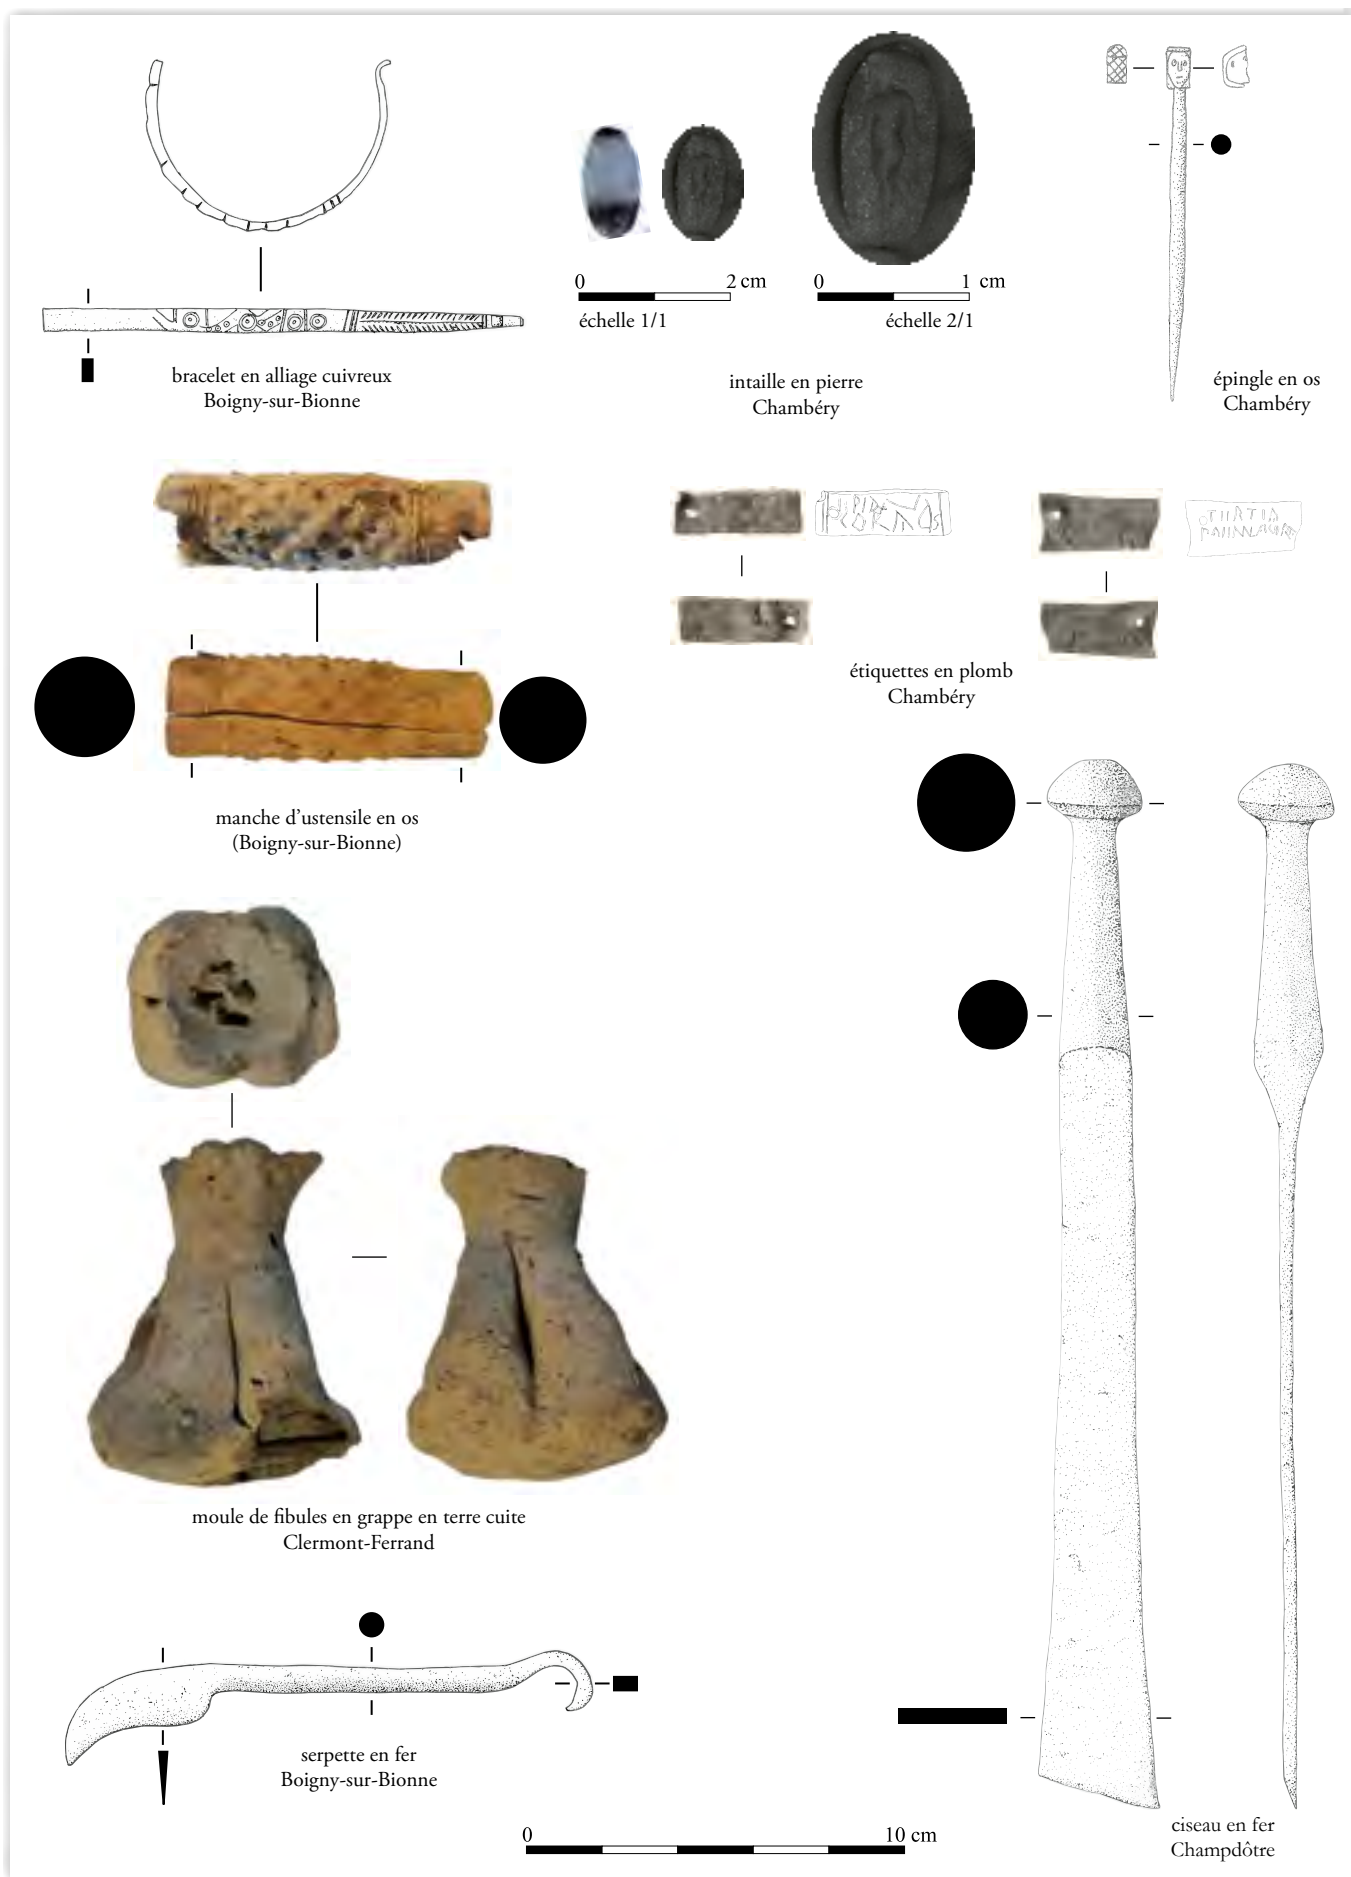 0 2 cm
échelle 1/1
0 1 cm
échelle 2/1
bracelet en alliage cuivreux
Boigny-sur-Bionne
intaille en pierre
Chambéry
épingle en os
Chambéry
TIIRTIA
étiquettes en plomb
Chambéry
manche d'ustensile en os
(Boigny-sur-Bionne)
moule de fibules en grappe en terre cuite
Clermont-Ferrand
serpette en fer
Boigny-sur-Bionne
ciseau en fer
Champdôtre
0 10 cm